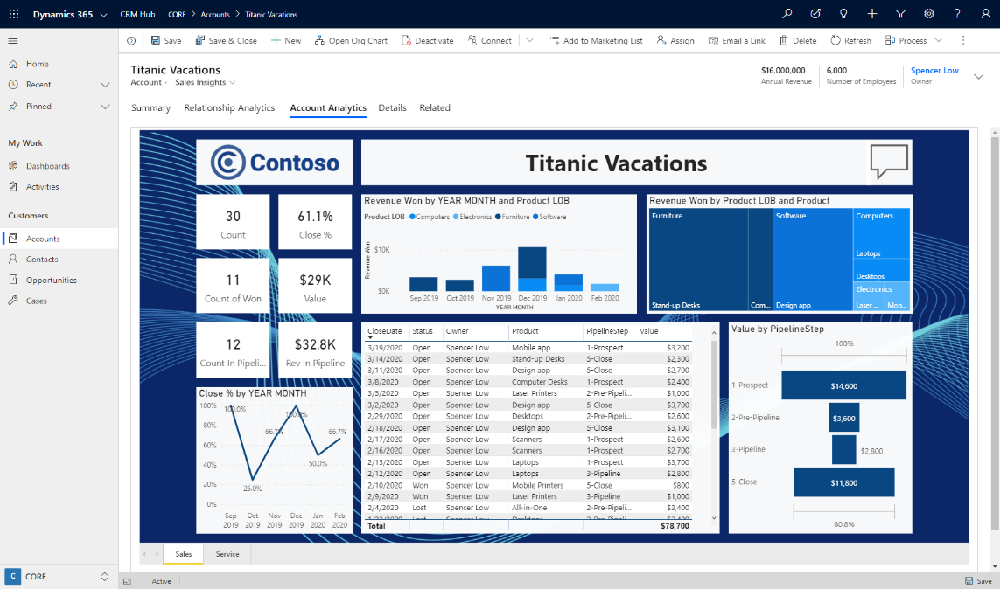 Dynamics 365 CRM Hub CORE > Accounts > Titanic Vacations
Save Save & Close New Open Org Chart Deactivate Connect Add to Marketing List Assign Email a Link Delete Refresh Process
Home
Recent
Pinned
My Work
Dashboards
Activities
Customers
Accounts
Contacts
Opportunities
Cases
C CORE
Titanic Vacations
Account · Sales Insights
$16,000,000
Annual Revenue
6,000
Number of Employees
Spencer Low
Owner
Summary Relationship Analytics Account Analytics Details Related
Contoso
Titanic Vacations
30
Count
61.1%
Close %
11
Count of Won
$29K
Value
12
Count In Pipeli...
$32.8K
Rev In Pipeline
Revenue Won by YEAR MONTH and Product LOB
Product LOB Computers Electronics Furniture Software
Revenue Won
$10K
$0K
Sep 2019 Oct 2019 Nov 2019 Dec 2019 Jan 2020 Feb 2020
YEAR MONTH
Revenue Won by Product LOB and Product
Furniture Software Computers
Laptops
Desktops
Electronics
Stand-up Desks Com... Design app Laser ... Mob...
Close % by YEAR MONTH
100%
80%
60%
40%
20%
0%
100.0%
25.0%
66.7%
50.0%
66.7%
Sep Oct Nov Dec Jan Feb
2019 2019 2019 2019 2020 2020
CloseDate Status Owner Product PipelineStep Value
3/19/2020 Open Spencer Low Mobile app 1-Prospect $3,200
3/14/2020 Open Spencer Low Stand-up Desks 5-Close $2,300
3/11/2020 Open Spencer Low Design app 5-Close $2,700
3/8/2020 Open Spencer Low Computer Desks 1-Prospect $2,400
3/5/2020 Open Spencer Low Laser Printers 2-Pre-Pipeli... $1,000
3/2/2020 Open Spencer Low Design app 5-Close $3,700
2/29/2020 Open Spencer Low Desktops 2-Pre-Pipeli... $2,600
2/18/2020 Open Spencer Low Design app 5-Close $3,100
2/17/2020 Open Spencer Low Scanners 1-Prospect $2,600
2/16/2020 Open Spencer Low Scanners 1-Prospect $2,700
2/15/2020 Open Spencer Low Laptops 1-Prospect $3,700
2/12/2020 Open Spencer Low Laptops 3-Pipeline $2,800
2/10/2020 Won Spencer Low Mobile Printers 5-Close $800
2/9/2020 Won Spencer Low Laser Printers 3-Pipeline $1,000
2/4/2020 Lost Spencer Low All-in-One 2-Pre-Pipeli... $3,400
Total $78,700
Value by PipelineStep
100%
1-Prospect $14,600
2-Pre-Pipeline $3,600
3-Pipeline $2,800
5-Close $11,800
80.8%
Sales Service
Active
Save